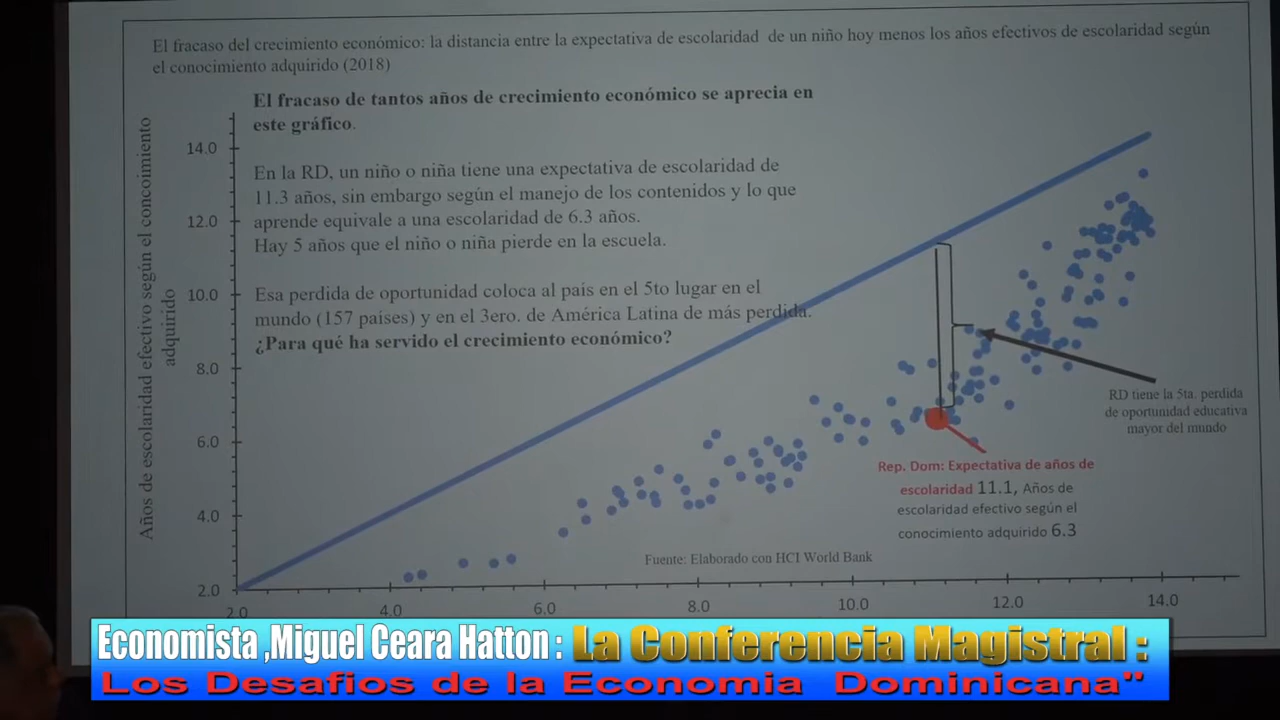 El fracaso del crecimiento económico: la distancia entre la expectativa de escolaridad de un niño hoy menos los años efectivos de escolaridad según
el conocimiento adquirido (2018)
El fracaso de tantos años de crecimiento económico se aprecia en
este gráfico.
En la RD, un niño o niña tiene una expectativa de escolaridad de
11.3 años, sin embargo según el manejo de los contenidos y lo que
aprende equivale a una escolaridad de 6.3 años.
Hay 5 años que el niño o niña pierde en la escuela.
Esa perdida de oportunidad coloca al país en el 5to lugar en el
mundo (157 países) y en el 3ero. de América Latina de más perdida.
¿Para qué ha servido el crecimiento económico?
Años de escolaridad efectivo según el concoimiento
adquirido
14.0
12.0
10.0
8.0
6.0
4.0
2.0
2.0
4.0
6.0
8.0
10.0
12.0
14.0
RD tiene la 5ta. perdida
de oportunidad educativa
mayor del mundo
Rep. Dom: Expectativa de años de
escolaridad 11.1, Años de
escolaridad efectivo según el
conocimiento adquirido 6.3
Fuente: Elaborado con HCI World Bank
Economista ,Miguel Ceara Hatton : La Conferencia Magistral :
Los Desafios de la Economia Dominicana"